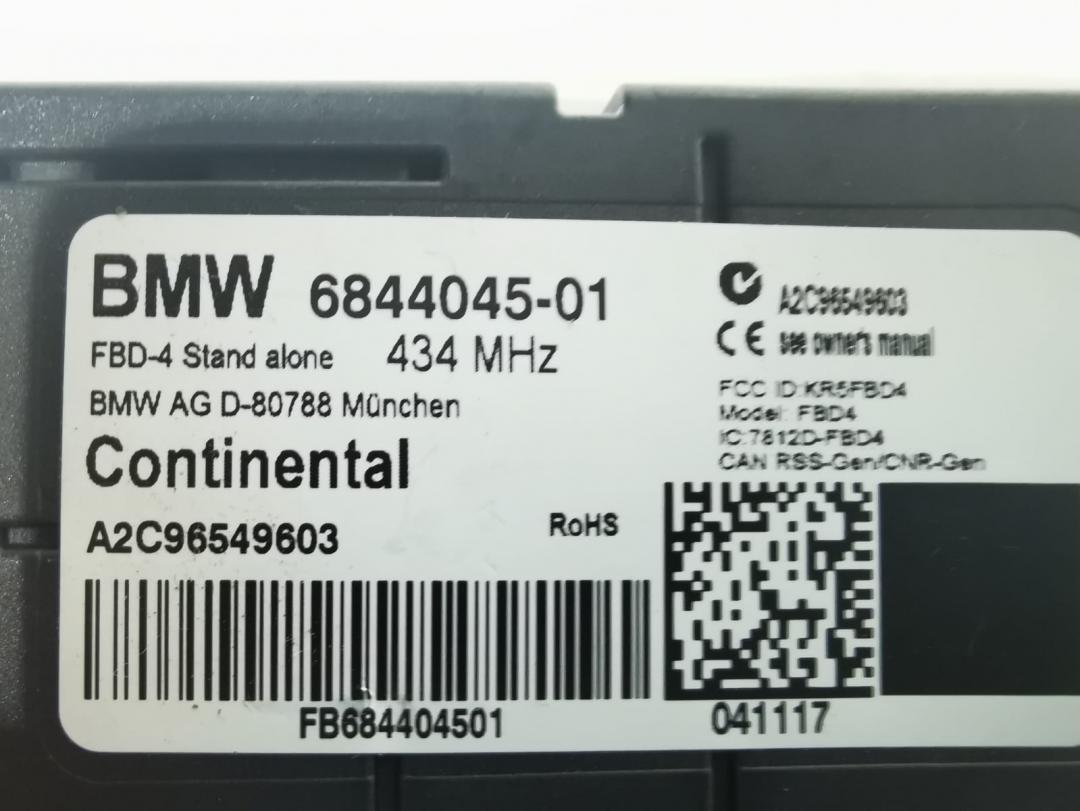 BMW 6844045-01
FBD-4 Stand alone 434 MHz
BMW AG D-80788 München
Continental
A2C96549603
RoHS
FB684404501
A2C96549603
CE see owner's manual
FCC ID:KR5FBD4
Model: FBD4
IC:7812D-FBD4
CAN RSS-Gen/CNR-Gen
041117